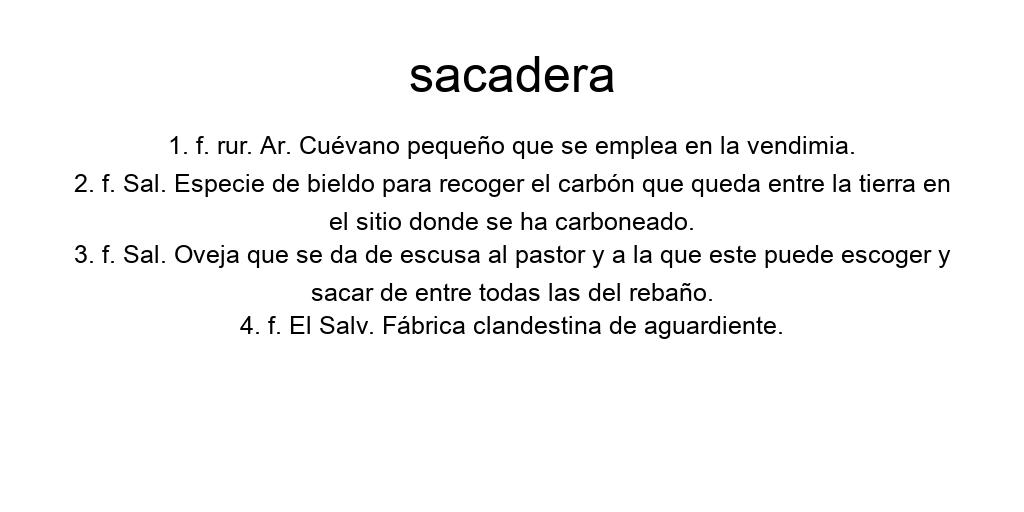 sacadera
1. f. rur. Ar. Cuévano pequeño que se emplea en la vendimia.
2. f. Sal. Especie de bieldo para recoger el carbón que queda entre la tierra en
el sitio donde se ha carboneado.
3. f. Sal. Oveja que se da de escusa al pastor y a la que este puede escoger y
sacar de entre todas las del rebaño.
4. f. El Salv. Fábrica clandestina de aguardiente.